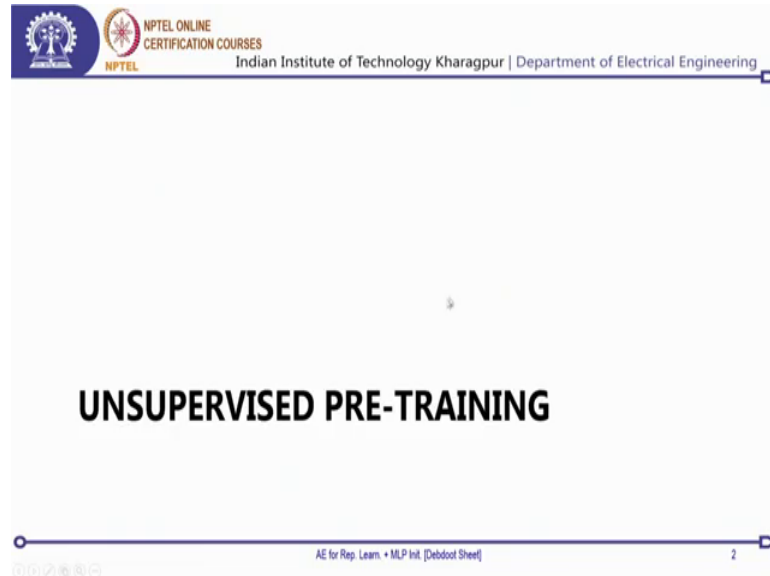 NPTEL ONLINE
CERTIFICATION COURSES
NPTEL
Indian Institute of Technology Kharagpur | Department of Electrical Engineering
UNSUPERVISED PRE-TRAINING
AE for Rep. Learn. + MLP Init. [Debdoot Sheet]
2